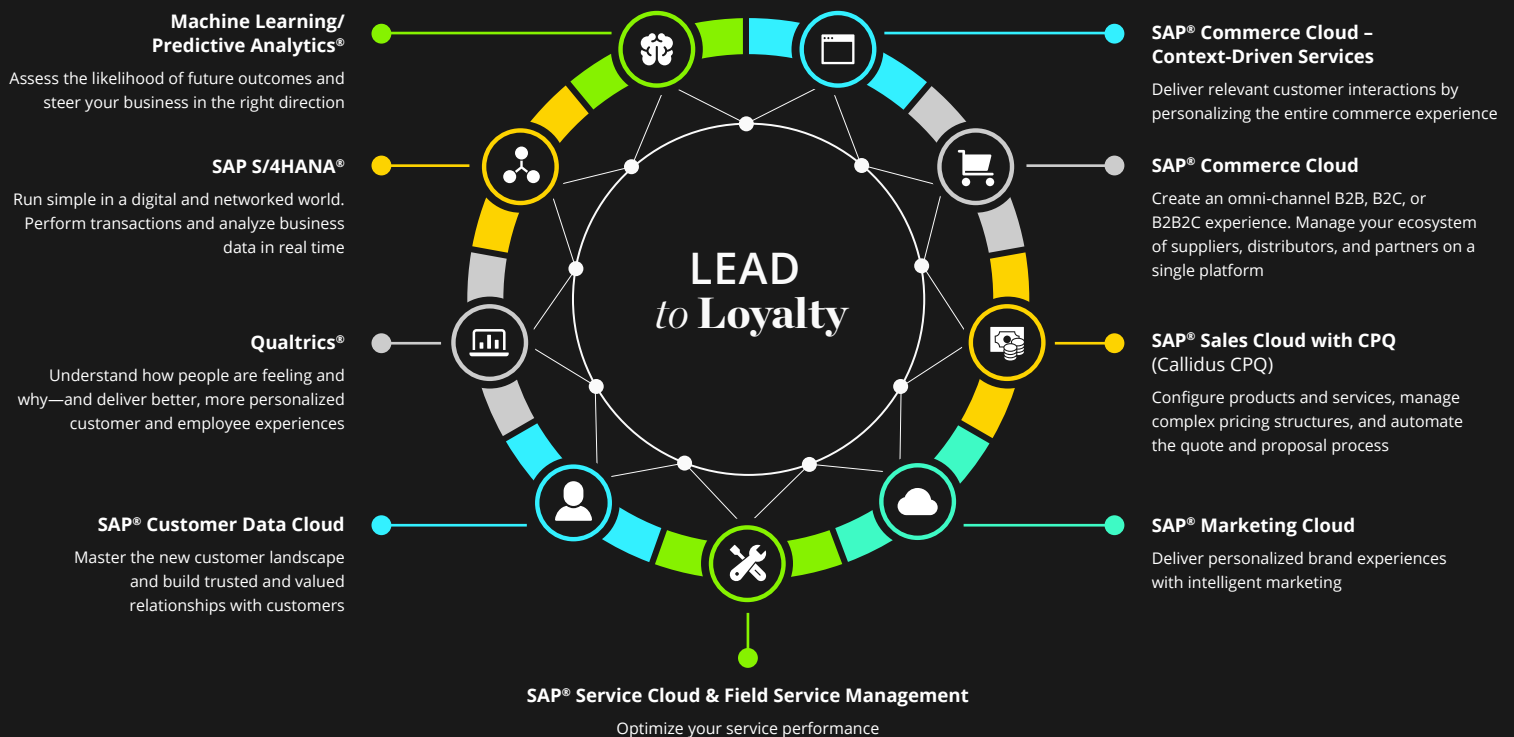 Machine Learning/
Predictive Analytics®
Assess the likelihood of future outcomes and
steer your business in the right direction
SAP S/4HANA®
Run simple in a digital and networked world.
Perform transactions and analyze business
data in real time
Qualtrics®
Understand how people are feeling and
why—and deliver better, more personalized
customer and employee experiences
SAP® Customer Data Cloud
Master the new customer landscape
and build trusted and valued
relationships with customers
LEAD
to Loyalty
SAP® Commerce Cloud –
Context-Driven Services
Deliver relevant customer interactions by
personalizing the entire commerce experience
SAP® Commerce Cloud
Create an omni-channel B2B, B2C, or
B2B2C experience. Manage your ecosystem
of suppliers, distributors, and partners on a
single platform
SAP® Sales Cloud with CPQ
(Callidus CPQ)
Configure products and services, manage
complex pricing structures, and automate
the quote and proposal process
SAP® Marketing Cloud
Deliver personalized brand experiences
with intelligent marketing
SAP® Service Cloud & Field Service Management
Optimize your service performance